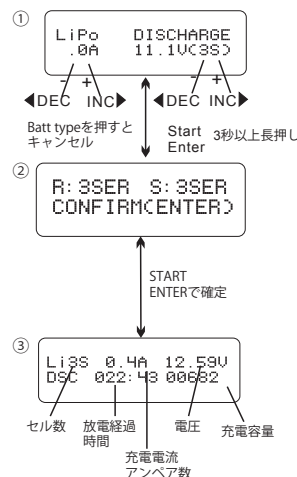 ①
LiPo DISCHARGE
.0A 11.1V(3S)
- + - +
◀DEC INC▶ ◀DEC INC▶
Batt typeを押すと
キャンセル
Start
Enter
3秒以上長押し
②
R:3SER S:3SER
CONFIRM(ENTER)
START
ENTERで確定
③
Li3S 0.4A 12.59V
DSC 022:43 00682
セル数
放電経過
時間
充電電流
アンペア数
電圧
充電容量